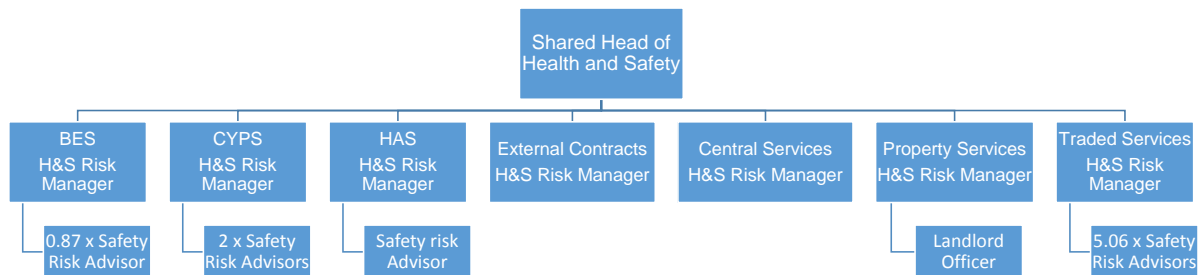 Shared Head of
Health and Safety
BES
H&S Risk
Manager
CYPS
H&S Risk
Manager
HAS
H&S Risk
Manager
External Contracts
H&S Risk Manager
Central Services
H&S Risk Manager
Property Services
H&S Risk Manager
Traded Services
H&S Risk
Manager
0.87 x Safety
Risk Advisor
2 x Safety
Risk Advisors
Safety risk
Advisor
Landlord
Officer
5.06 x Safety
Risk Advisors